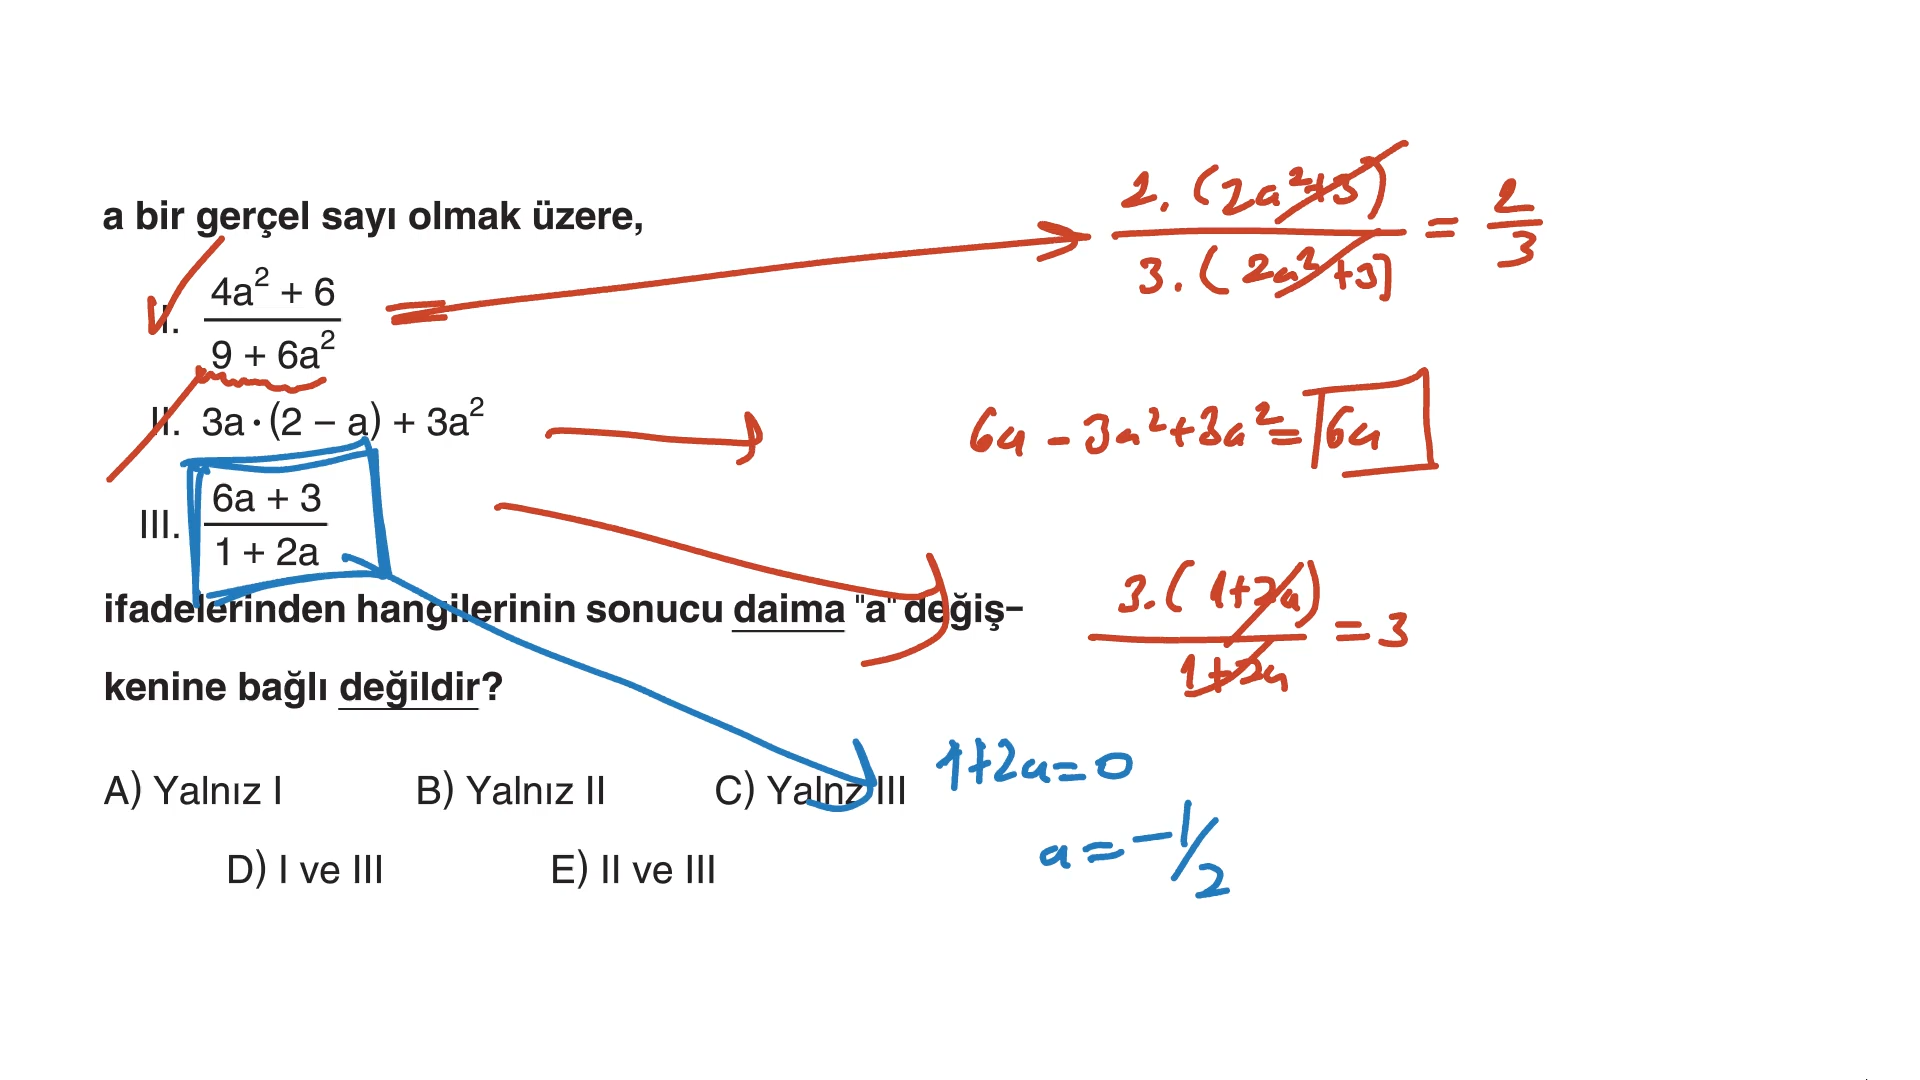 a bir gerçel sayı olmak üzere,
I. 4a² + 6
9 + 6a²
2.(2a²+3)
3.(2a²+3)
= 2
3
II. 3a·(2 – a) + 3a²
6a - 3a²+3a²= 6a
III. 6a + 3
1 + 2a
3.(1+2a)
1+2a
= 3
ifadelerinden hangilerinin sonucu daima "a" değiş–
kenine bağlı değildir?
1+2a=0
a=-1/2
A) Yalnız I B) Yalnız II C) Yalnz III
D) I ve III E) II ve III